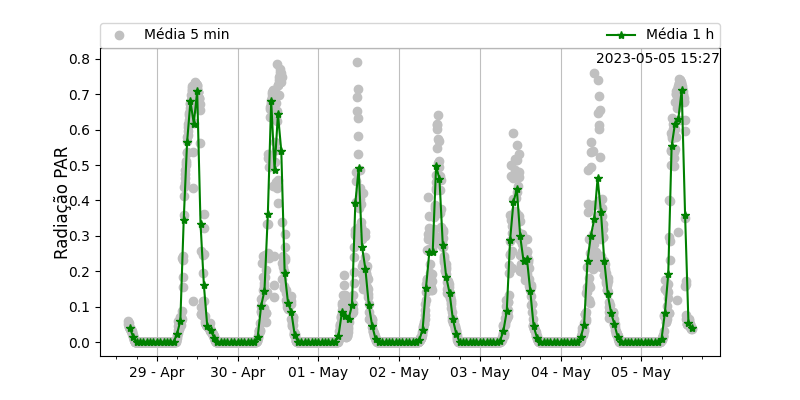 Média 5 min
Média 1 h
2023-05-05 15:27
Radiação PAR
0.8
0.7
0.6
0.5
0.4
0.3
0.2
0.1
0.0
29 - Apr
30 - Apr
01 - May
02 - May
03 - May
04 - May
05 - May